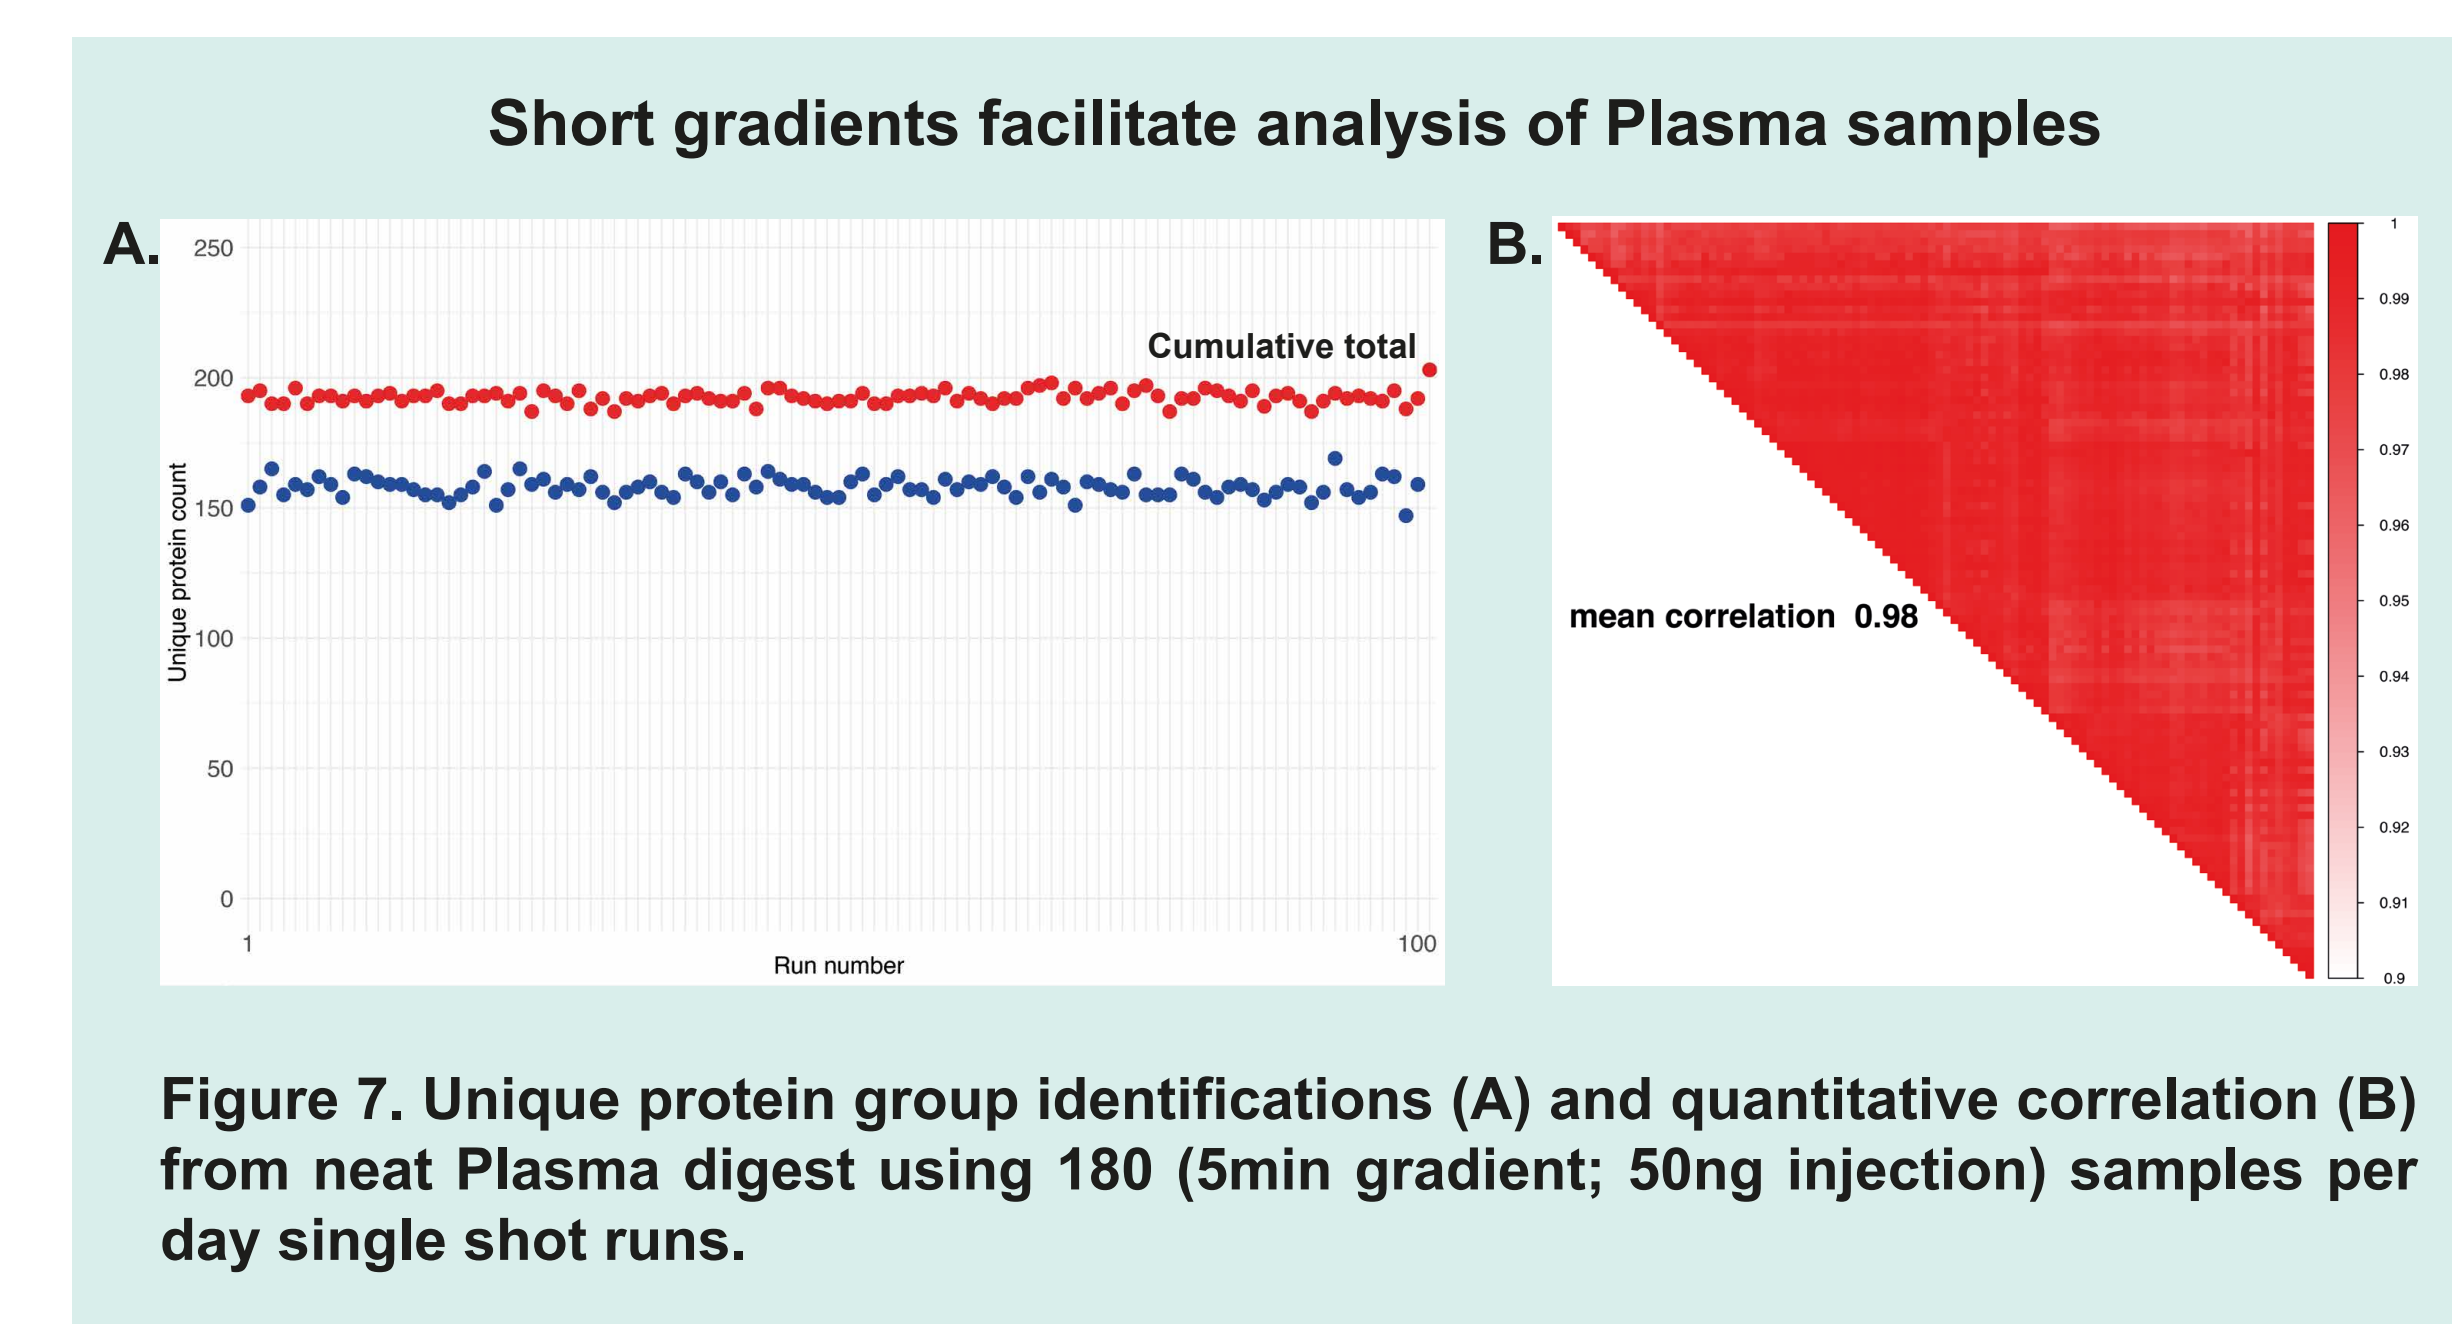 Short gradients facilitate analysis of Plasma samples
A.
250
200
150
100
50
0
Unique protein count
Cumulative total
1
100
Run number
B.
mean correlation 0.98
1
0.99
0.98
0.97
0.96
0.95
0.94
0.93
0.92
0.91
0.9
Figure 7. Unique protein group identifications (A) and quantitative correlation (B)
from neat Plasma digest using 180 (5min gradient; 50ng injection) samples per
day single shot runs.